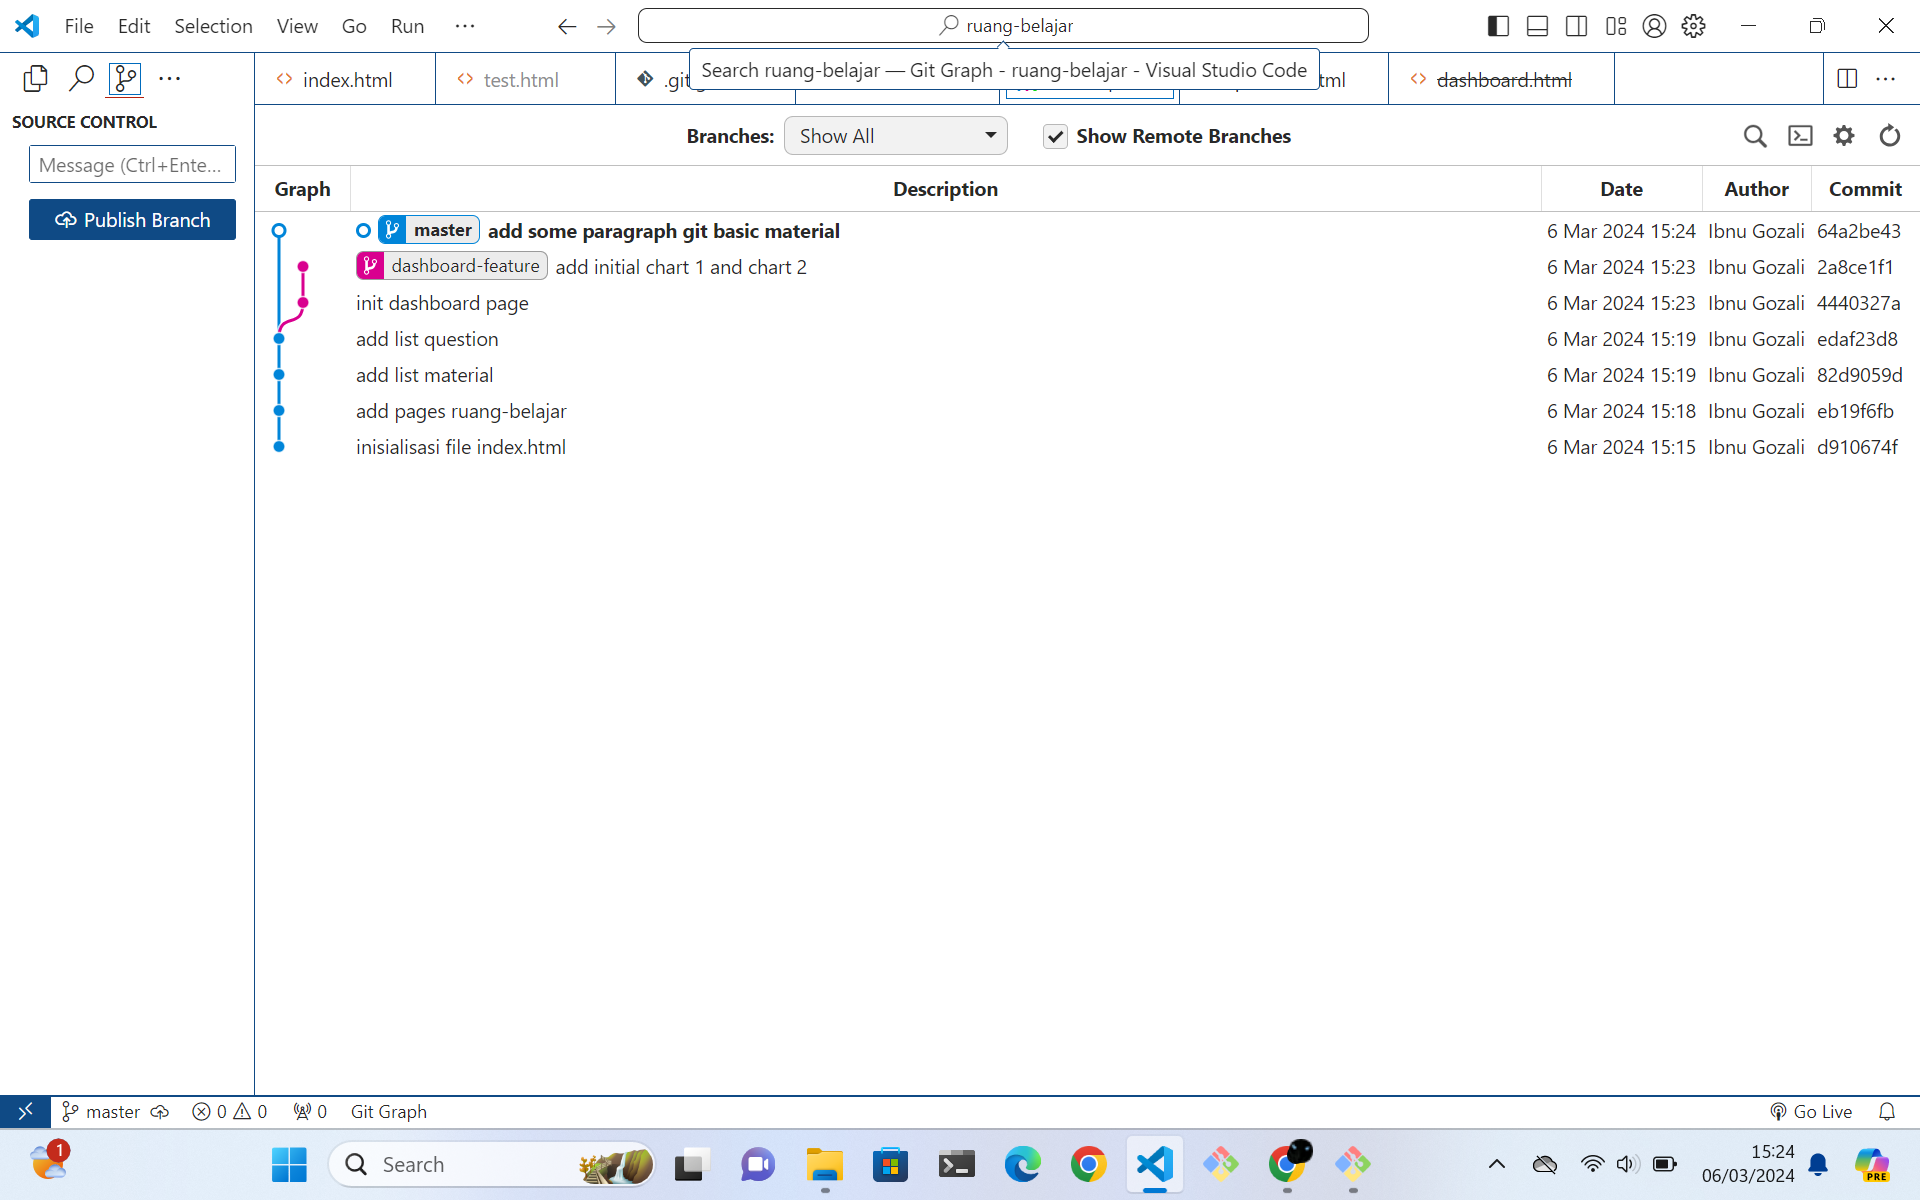 File Edit Selection View Go Run ··· ruang-belajar
index.html test.html .git ml dashboard.html
Search ruang-belajar — Git Graph - ruang-belajar - Visual Studio Code
SOURCE CONTROL
Message (Ctrl+Ente...
Publish Branch
Branches: Show All Show Remote Branches
Graph Description Date Author Commit
master add some paragraph git basic material 6 Mar 2024 15:24 Ibnu Gozali 64a2be43
dashboard-feature add initial chart 1 and chart 2 6 Mar 2024 15:23 Ibnu Gozali 2a8ce1f1
init dashboard page 6 Mar 2024 15:23 Ibnu Gozali 4440327a
add list question 6 Mar 2024 15:19 Ibnu Gozali edaf23d8
add list material 6 Mar 2024 15:19 Ibnu Gozali 82d9059d
add pages ruang-belajar 6 Mar 2024 15:18 Ibnu Gozali eb19f6fb
inisialisasi file index.html 6 Mar 2024 15:15 Ibnu Gozali d910674f
master 0 0 0 Git Graph Go Live
1 Search 15:24
06/03/2024
PRE